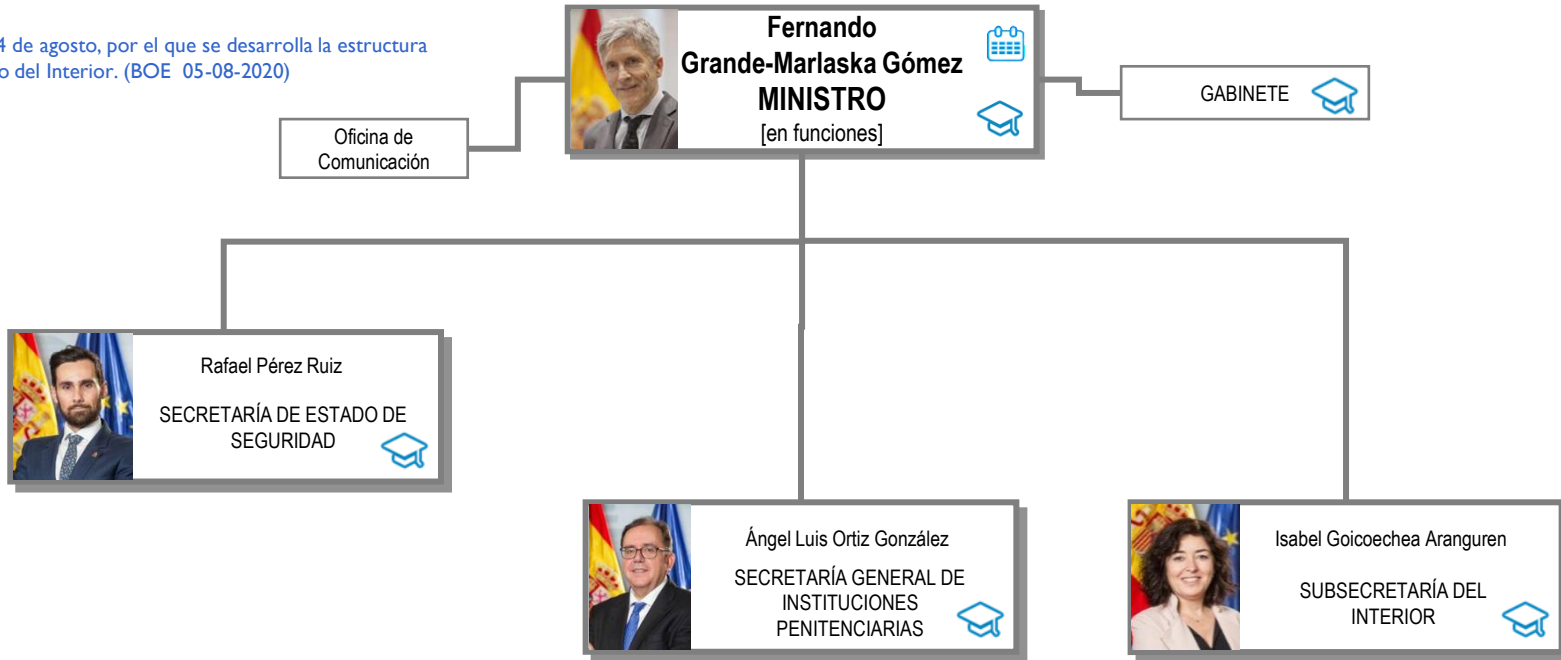 4 de agosto, por el que se desarrolla la estructura
o del Interior. (BOE 05-08-2020)
Fernando
Grande-Marlaska Gómez
MINISTRO
[en funciones]
GABINETE
Oficina de
Comunicación
Rafael Pérez Ruiz
SECRETARÍA DE ESTADO DE
SEGURIDAD
Ángel Luis Ortiz González
SECRETARÍA GENERAL DE
INSTITUCIONES
PENITENCIARIAS
Isabel Goicoechea Aranguren
SUBSECRETARÍA DEL
INTERIOR